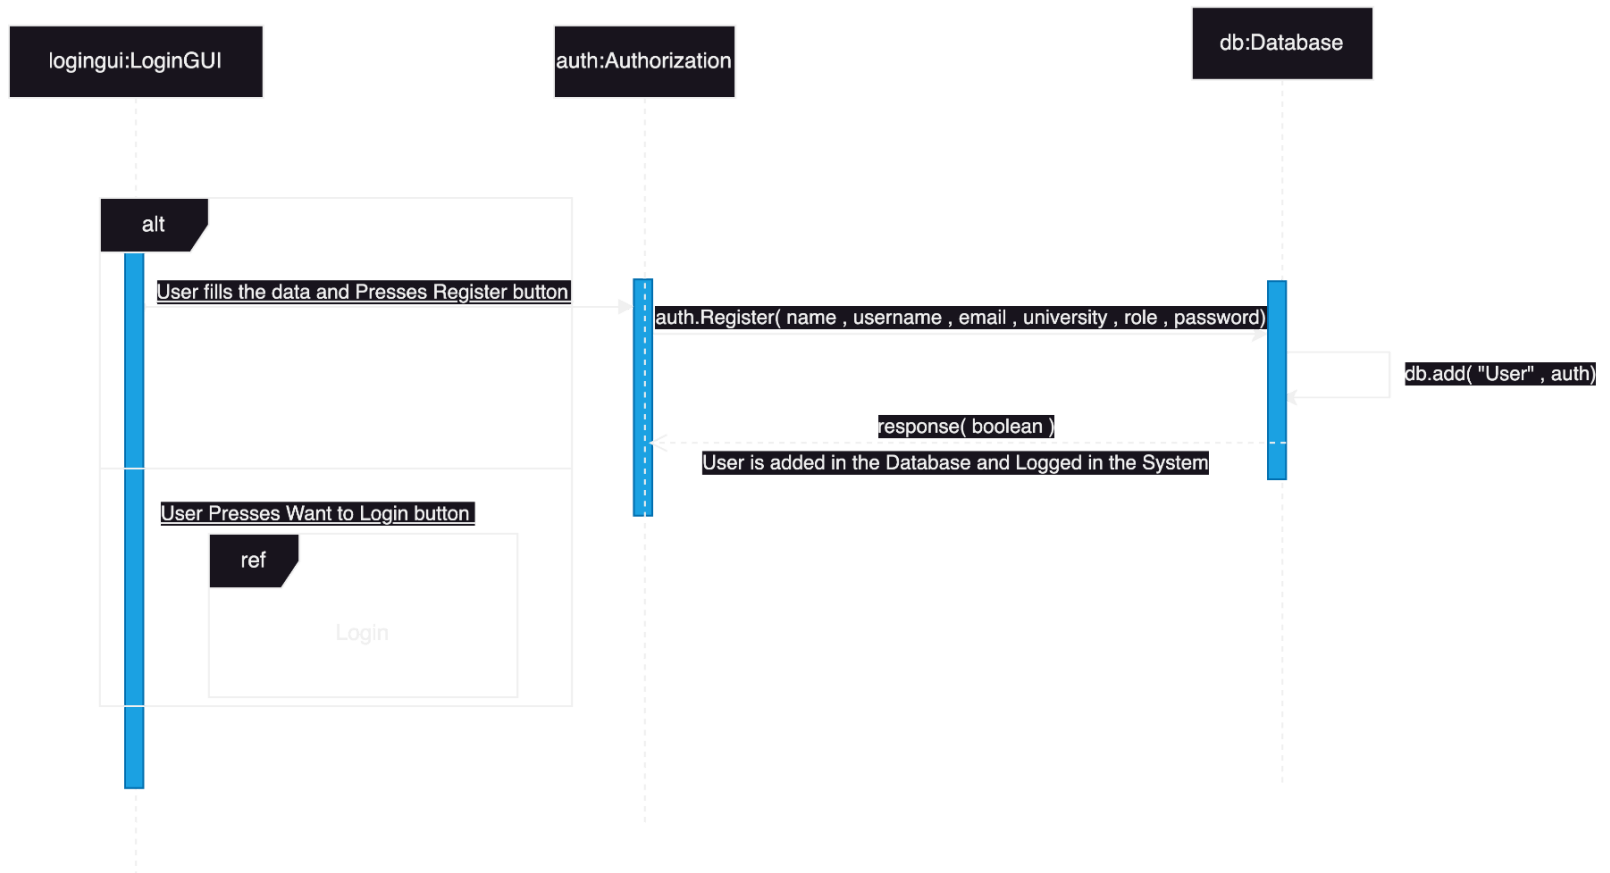 logingui:LoginGUI
auth:Authorization
db:Database
alt
User fills the data and Presses Register button
auth.Register( name , username , email , university , role , password)
db.add( "User" , auth)
response( boolean )
User is added in the Database and Logged in the System
User Presses Want to Login button
ref
Login